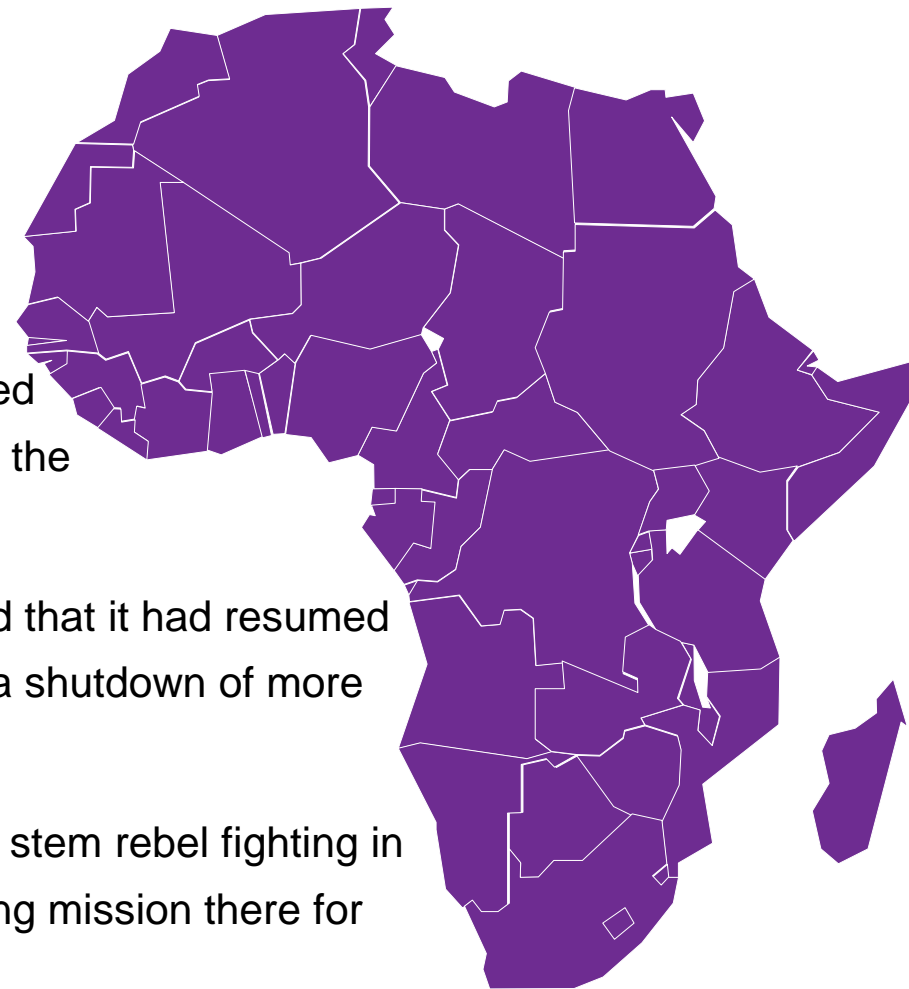 ed
the
d that it had resumed
a shutdown of more
stem rebel fighting in
ng mission there for